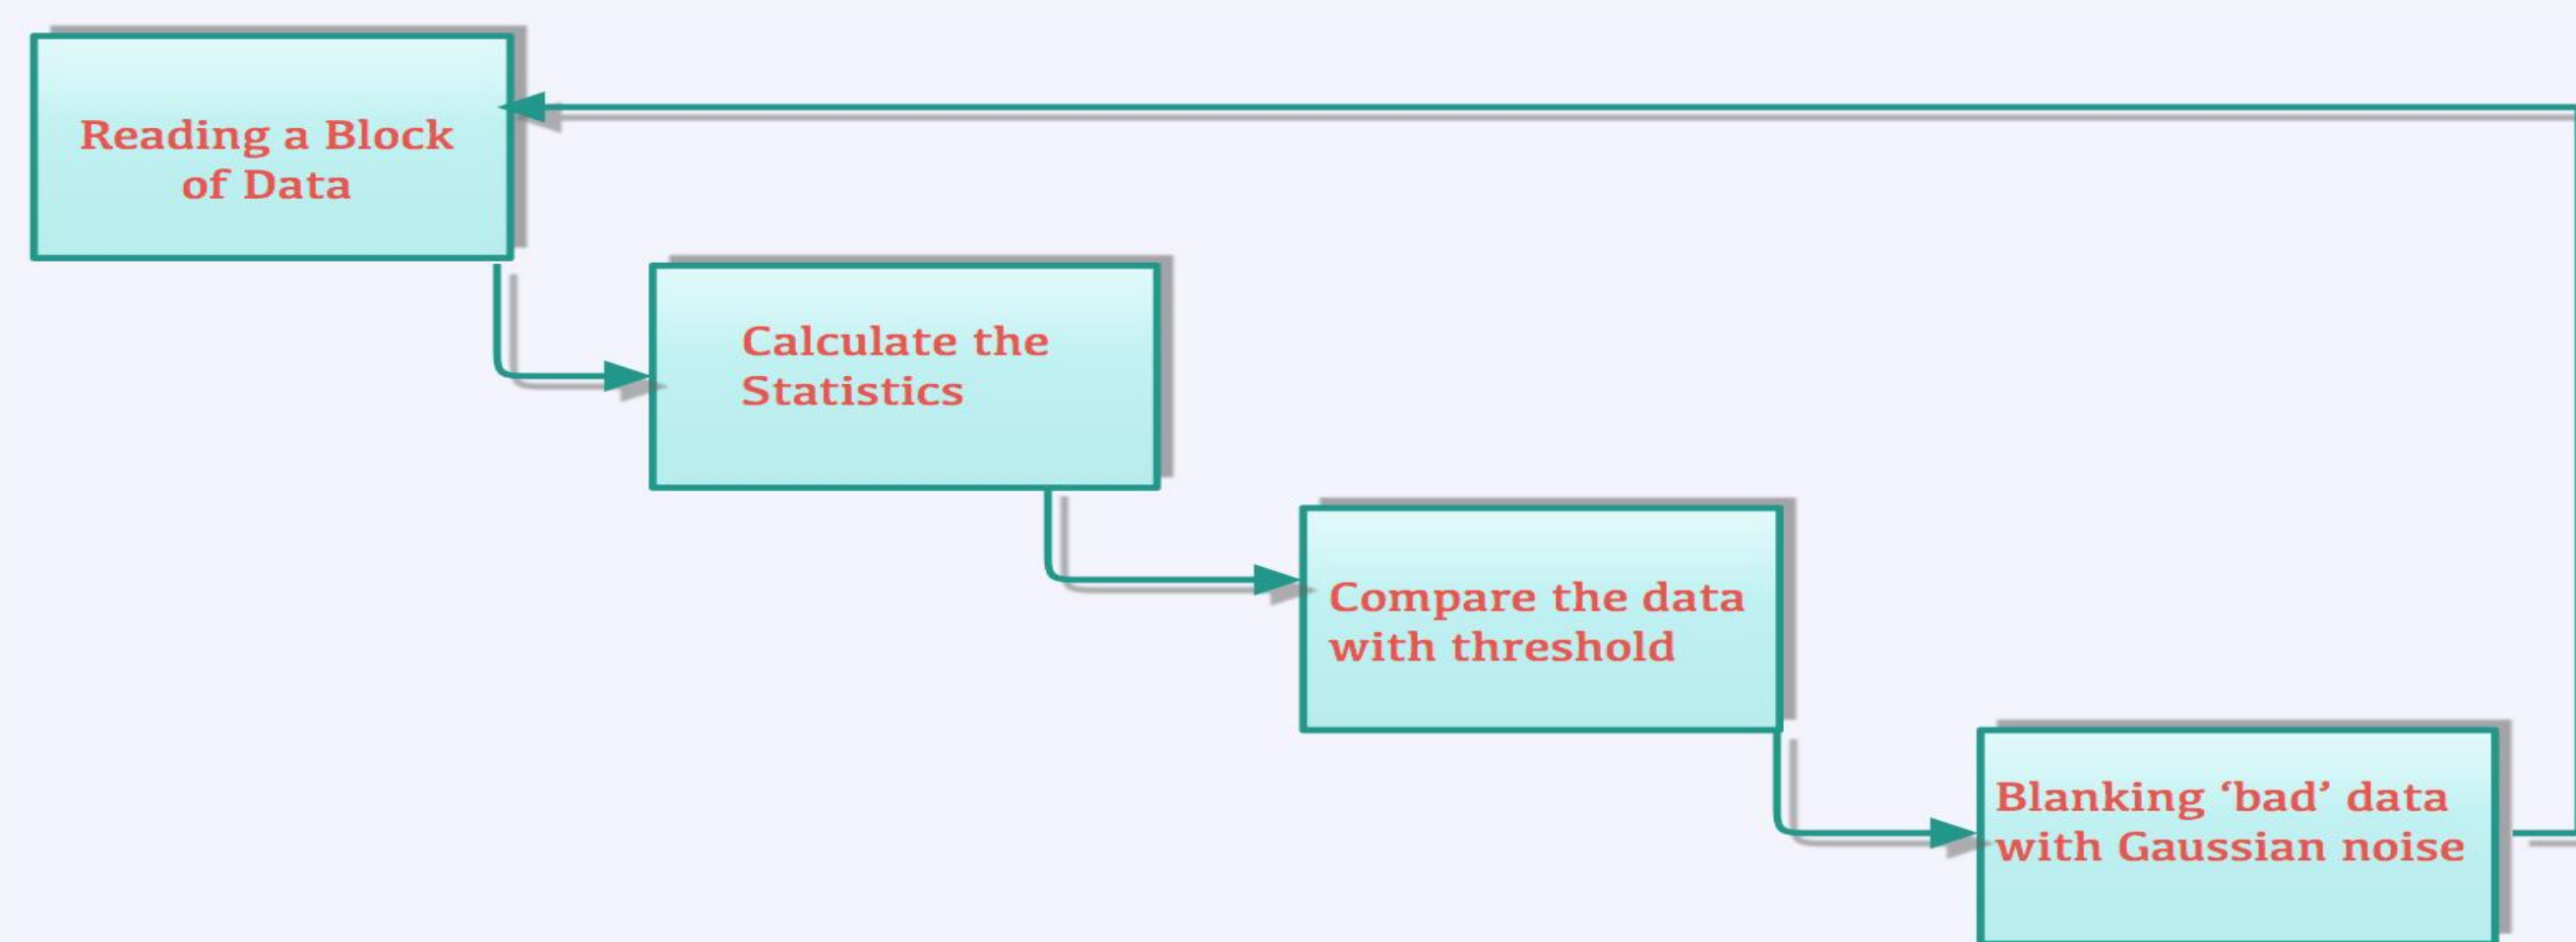 Reading a Block
of Data
Calculate the
Statistics
Compare the data
with threshold
Blanking ‘bad’ data
with Gaussian noise